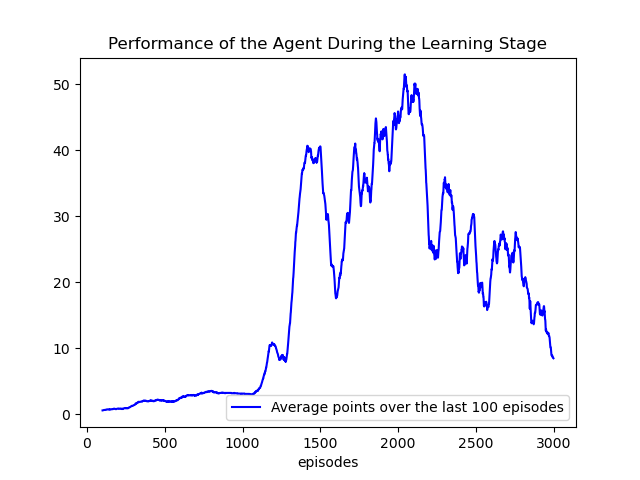 Performance of the Agent During the Learning Stage
50
40
30
20
10
0
Average points over the last 100 episodes
0 500 1000 1500 2000 2500 3000
episodes